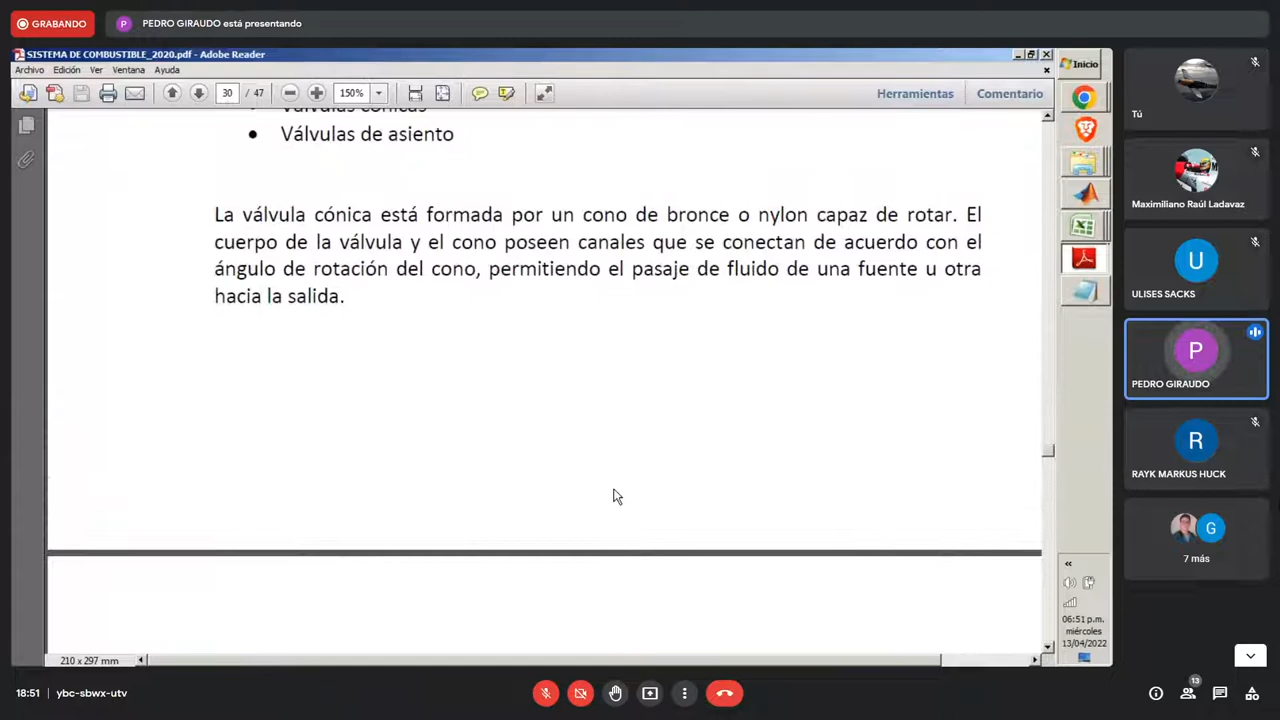 GRABANDO
PEDRO GIRAUDO está presentando
SISTEMA DE COMBUSTIBLE_2020.pdf - Adobe Reader
Archivo Edición Ver Ventana Ayuda
30 / 47 150% Herramientas Comentario
Válvulas cónicas
• Válvulas de asiento
La válvula cónica está formada por un cono de bronce o nylon capaz de rotar. El
cuerpo de la válvula y el cono poseen canales que se conectan de acuerdo con el
ángulo de rotación del cono, permitiendo el pasaje de fluido de una fuente u otra
hacia la salida.
210 x 297 mm
Inicio
«
06:51 p.m.
miércoles
13/04/2022
Tú
Maximiliano Raúl Ladavaz
U
ULISES SACKS
P
PEDRO GIRAUDO
R
RAYK MARKUS HUCK
G
7 más
18:51 ybc-sbwx-utv
13